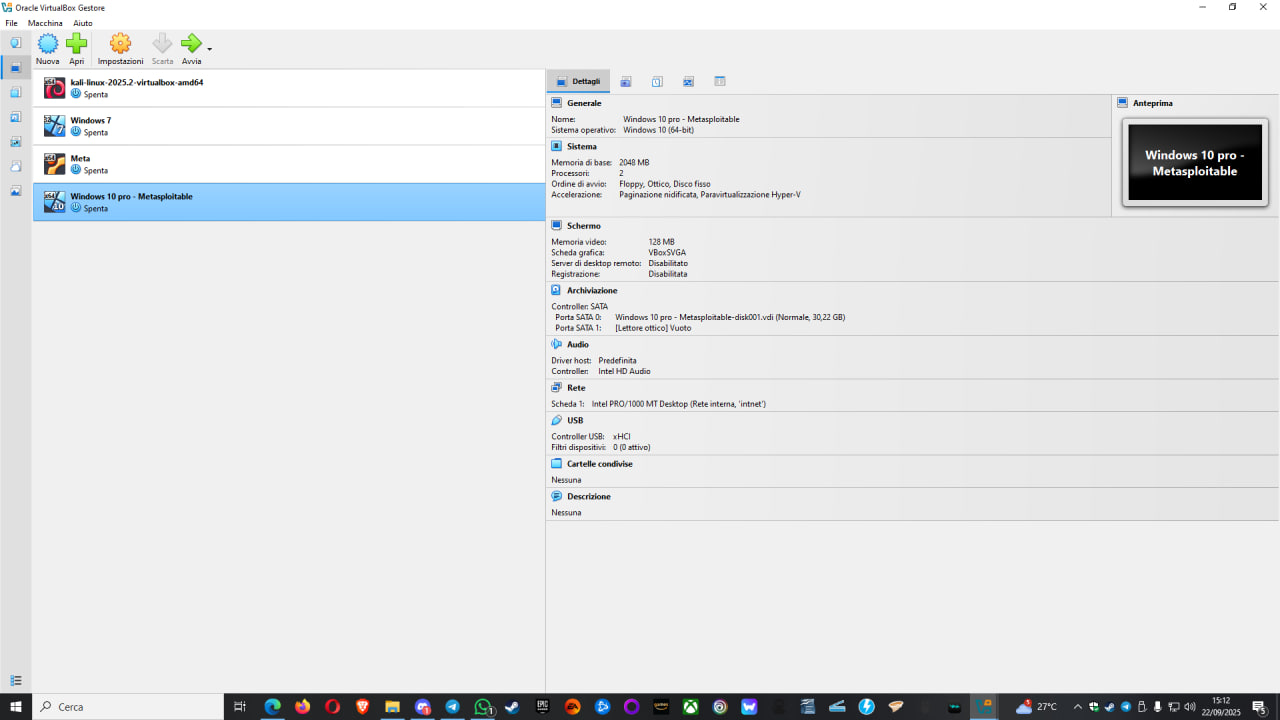 Oracle VirtualBox Gestore
File Macchina Aiuto
Nuova Apri Impostazioni Scarta Avvia
kali-linux-2025.2-virtualbox-amd64
Spenta
Windows 7
Spenta
Meta
Spenta
Windows 10 pro - Metasploitable
Spenta
Dettagli
Generale
Nome: Windows 10 pro - Metasploitable
Sistema operativo: Windows 10 (64-bit)
Sistema
Memoria di base: 2048 MB
Processori: 2
Ordine di avvio: Floppy, Ottico, Disco fisso
Accelerazione: Paginazione nidificata, Paravirtualizzazione Hyper-V
Anteprima
Windows 10 pro -
Metasploitable
Schermo
Memoria video: 128 MB
Scheda grafica: VBoxSVGA
Server di desktop remoto: Disabilitato
Registrazione: Disabilitata
Archiviazione
Controller: SATA
Porta SATA 0: Windows 10 pro - Metasploitable-disk001.vdi (Normale, 30,22 GB)
Porta SATA 1: [Lettore ottico] Vuoto
Audio
Driver host: Predefinita
Controller: Intel HD Audio
Rete
Scheda 1: Intel PRO/1000 MT Desktop (Rete interna, 'intnet')
USB
Controller USB: xHCI
Filtri dispositivi: 0 (0 attivo)
Cartelle condivise
Nessuna
Descrizione
Nessuna
Cerca
27°C
15:12
22/09/2025